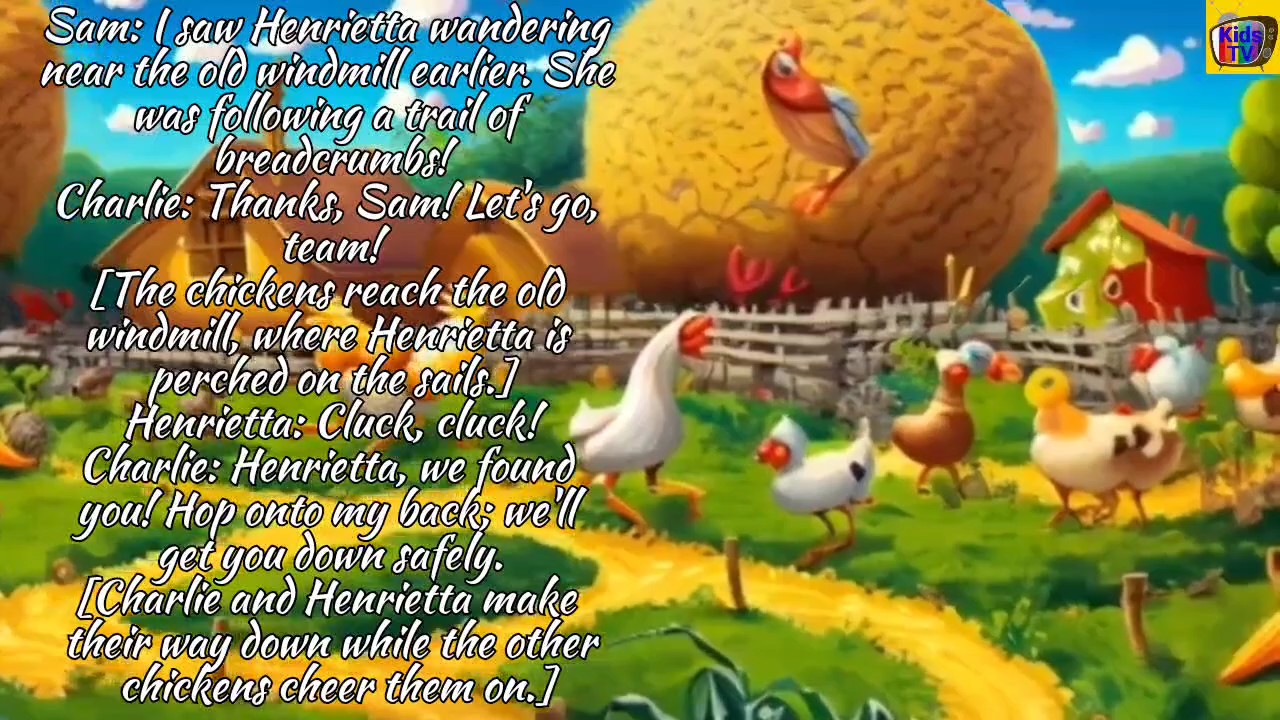 Sam: I saw Henrietta wandering
near the old windmill earlier. She
was following a trail of
breadcrumbs!
Charlie: Thanks, Sam! Let's go,
team!
[The chickens reach the old
windmill, where Henrietta is
perched on the sails.]
Henrietta: Cluck, cluck!
Charlie: Henrietta, we found
you! Hop onto my back; we'll
get you down safely.
[Charlie and Henrietta make
their way down while the other
chickens cheer them on.]
Kids
TV